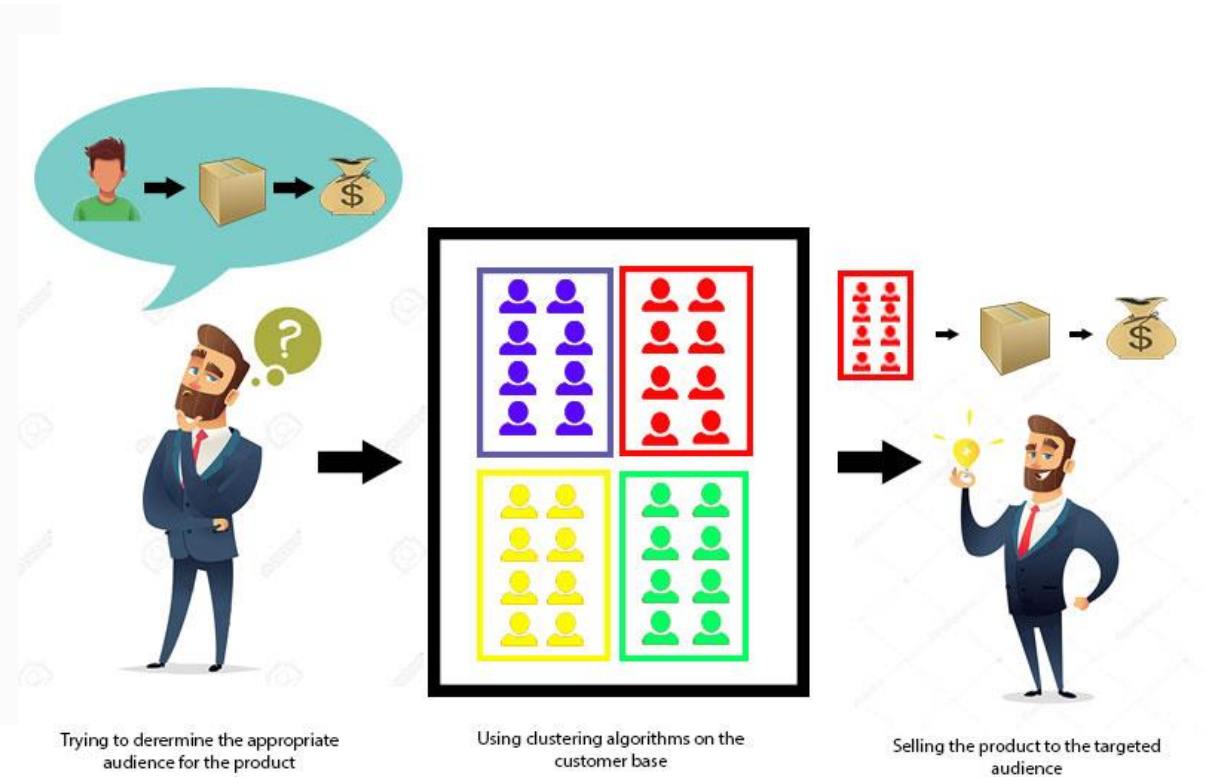 $
?
$
Trying to derermine the appropriate
audience for the product
Using clustering algorithms on the
customer base
Selling the product to the targeted
audience